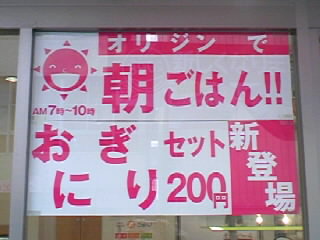 オリジンで
朝ごはん!!
AM7時〜10時
おぎ
にり
セット
200円
新登場